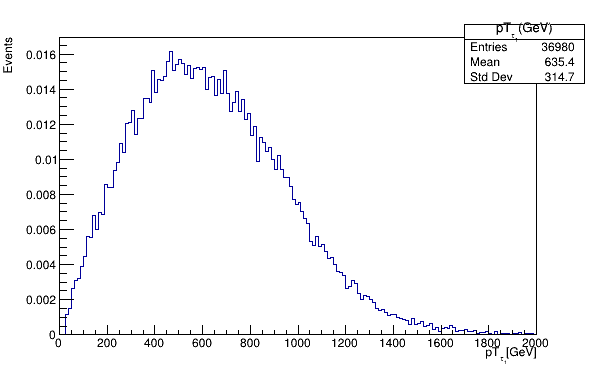 pTτ1(GeV)
Entries 36980
Mean 635.4
Std Dev 314.7
Events
0.016
0.014
0.012
0.01
0.008
0.006
0.004
0.002
0
0 200 400 600 800 1000 1200 1400 1600 1800 2000
pTτ1[GeV]